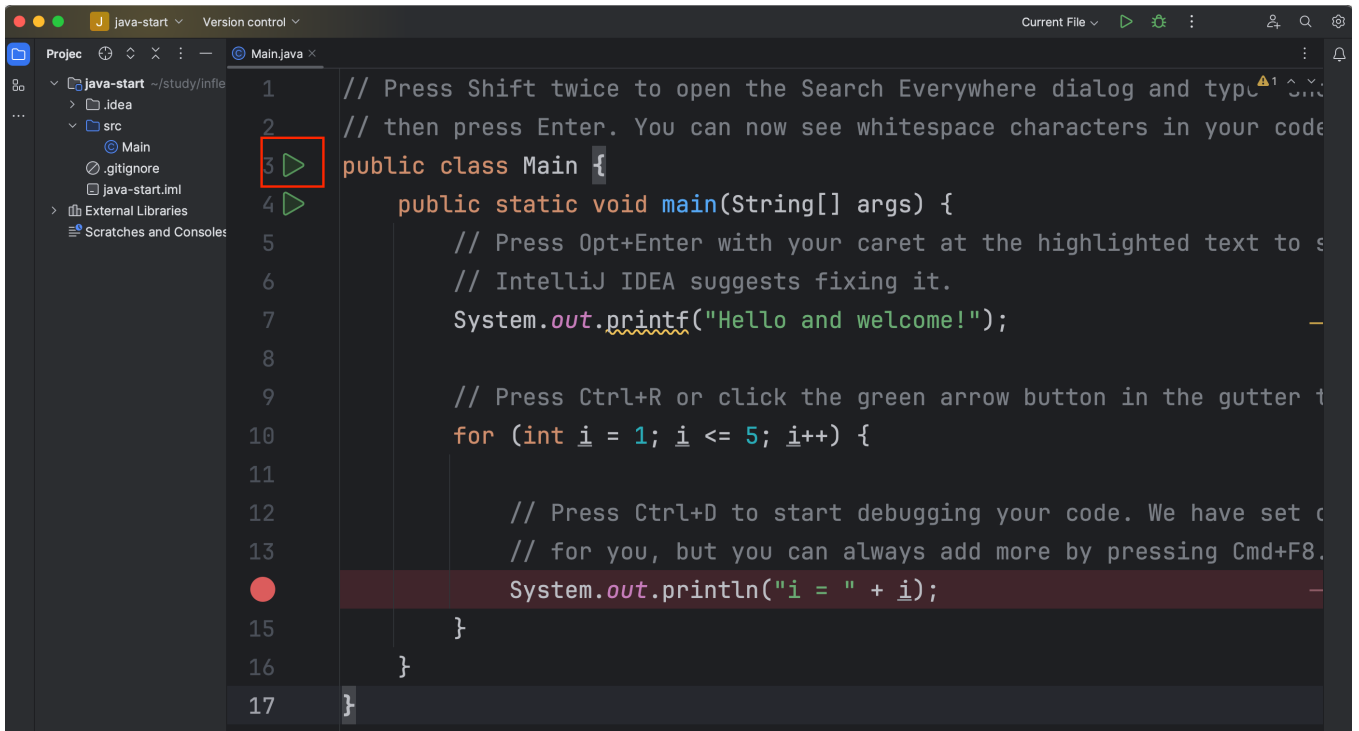 J java-start Version control Current File
Projec
Main.java
java-start ~/study/infle
.idea
src
Main
.gitignore
java-start.iml
External Libraries
Scratches and Consoles
1 // Press Shift twice to open the Search Everywhere dialog and type
1
2 // then press Enter. You can now see whitespace characters in your code
3 public class Main {
4 public static void main(String[] args) {
5 // Press Opt+Enter with your caret at the highlighted text to s
6 // IntelliJ IDEA suggests fixing it.
7 System.out.printf("Hello and welcome!");
8
9 // Press Ctrl+R or click the green arrow button in the gutter t
10 for (int i = 1; i <= 5; i++) {
11
12 // Press Ctrl+D to start debugging your code. We have set o
13 // for you, but you can always add more by pressing Cmd+F8.
System.out.println("i = " + i);
15 }
16 }
17 }